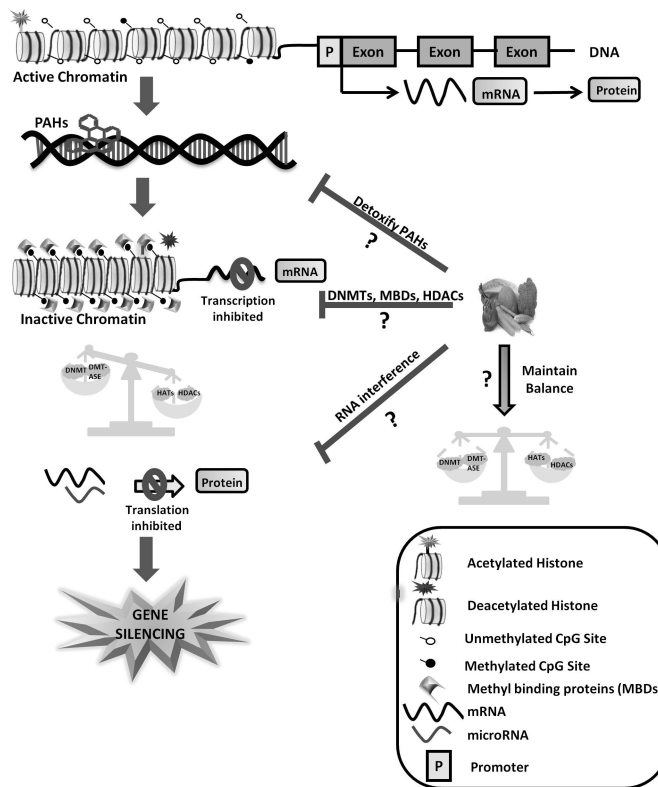 P Exon Exon Exon DNA
Active Chromatin
mRNA Protein
PAHs
Detoxify PAHs
?
mRNA
Transcription
inhibited
Inactive Chromatin
DNMTs, MBDs, HDACs
?
DNMT DMT-
ASE
HATs HDACs
RNA interference
?
? Maintain
Balance
DNMT DMT-
ASE
HATs
HDACs
Protein
Translation
inhibited
GENE
SILENCING
Acetylated Histone
Deacetylated Histone
Unmethylated CpG Site
Methylated CpG Site
Methyl binding proteins (MBDs
mRNA
microRNA
P Promoter